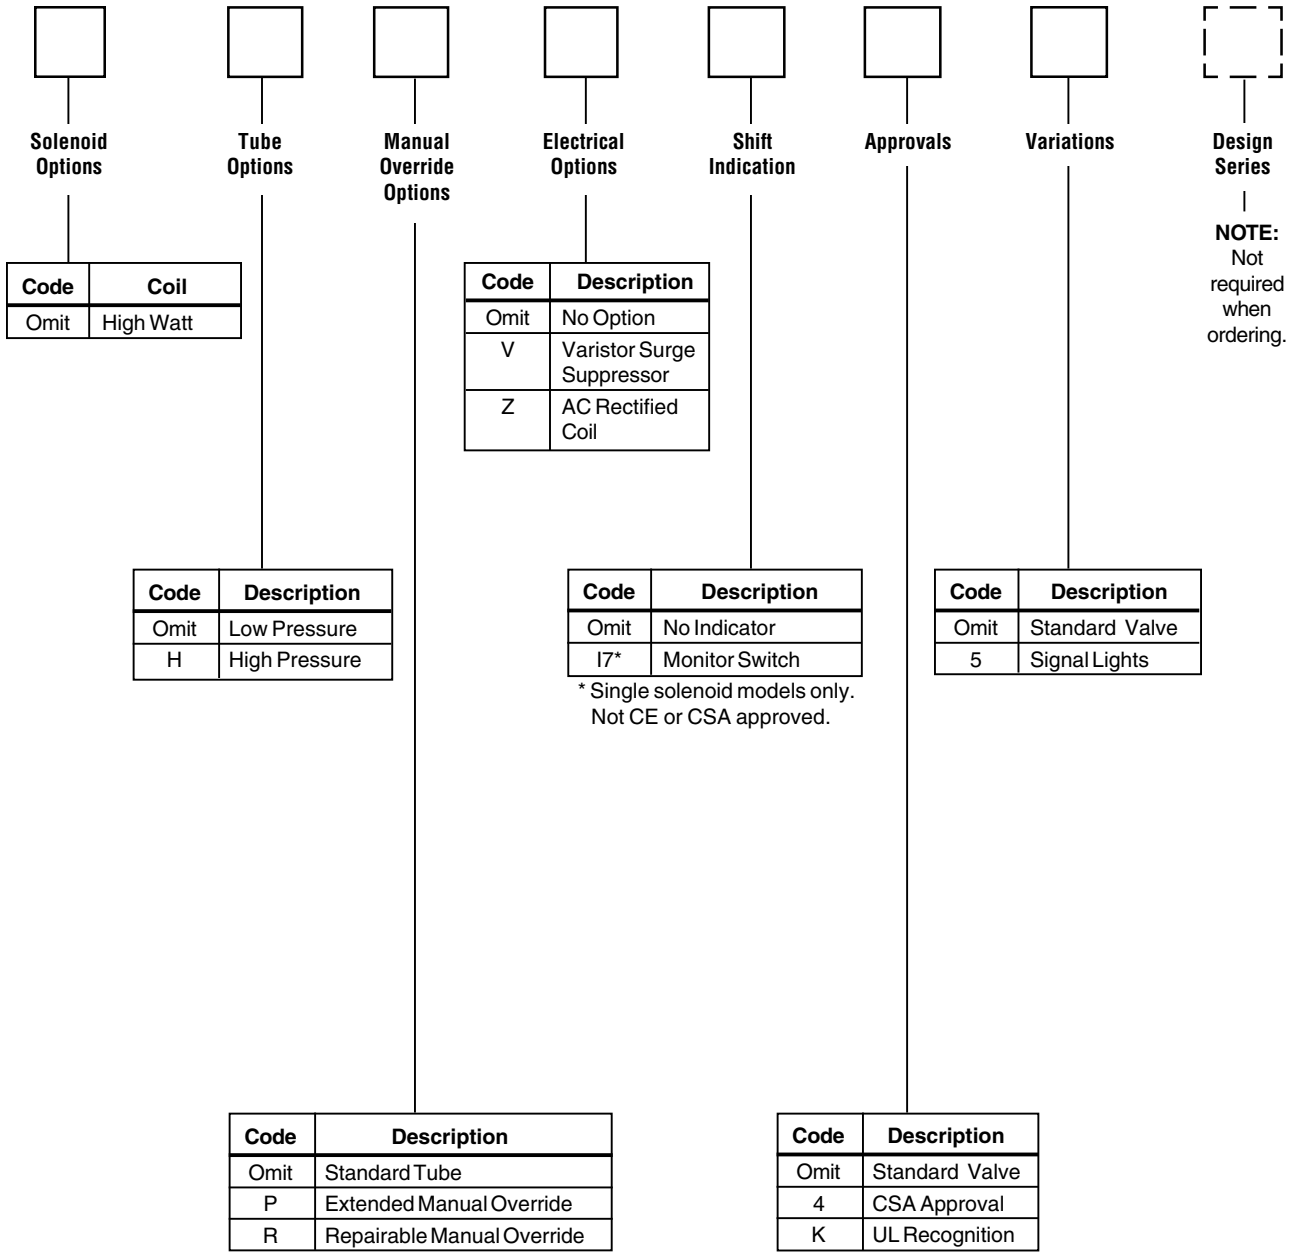 Solenoid
Options
Tube
Options
Manual
Override
Options
Electrical
Options
Shift
Indication
Approvals
Variations
Design
Series
NOTE:
Not
required
when
ordering.
Code Coil
Omit High Watt
Code Description
Omit No Option
V Varistor Surge
Suppressor
Z AC Rectified
Coil
Code Description
Omit Low Pressure
H High Pressure
Code Description
Omit No Indicator
I7* Monitor Switch
* Single solenoid models only.
Not CE or CSA approved.
Code Description
Omit Standard Valve
5 Signal Lights
Code Description
Omit Standard Tube
P Extended Manual Override
R Repairable Manual Override
Code Description
Omit Standard Valve
4 CSA Approval
K UL Recognition